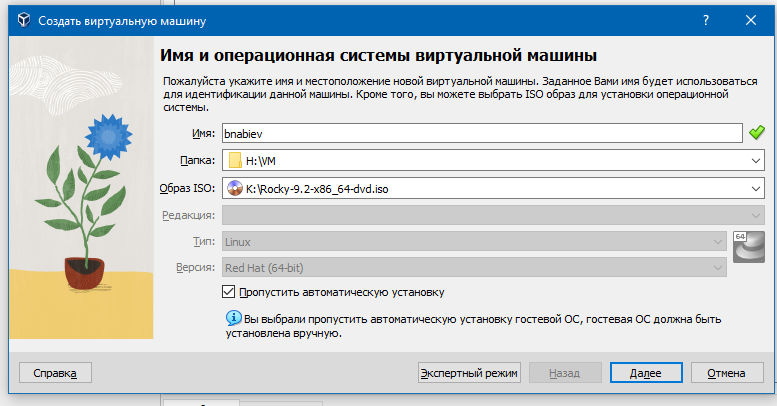 Создать виртуальную машину
?
Имя и операционная системы виртуальной машины
Пожалуйста укажите имя и местоположение новой виртуальной машины. Заданное Вами имя будет использоваться
для идентификации данной машины. Кроме того, вы можете выбрать ISO образ для установки операционной
системы.
Имя: bnabiev
Папка: H:\VM
Образ ISO: K:\Rocky-9.2-x86_64-dvd.iso
Редакция:
Тип: Linux
64
Версия: Red Hat (64-bit)
Пропустить автоматическую установку
Вы выбрали пропустить автоматическую установку гостевой ОС, гостевая ОС должна быть
установлена вручную.
Справка Экспертный режим Назад Далее Отмена